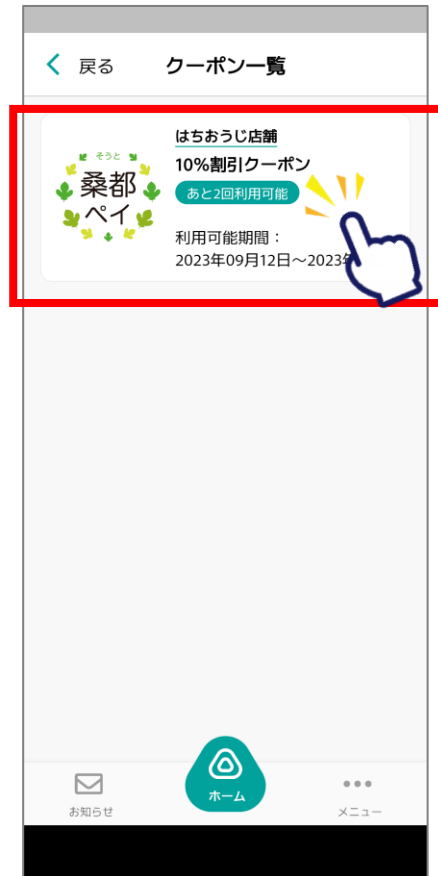 戻る
クーポン一覧
そうと
桑都
ペイ
はちおうじ店舗
10%割引クーポン
あと2回利用可能
利用可能期間：
2023年09月12日～2023年
お知らせ
ホーム
メニュー